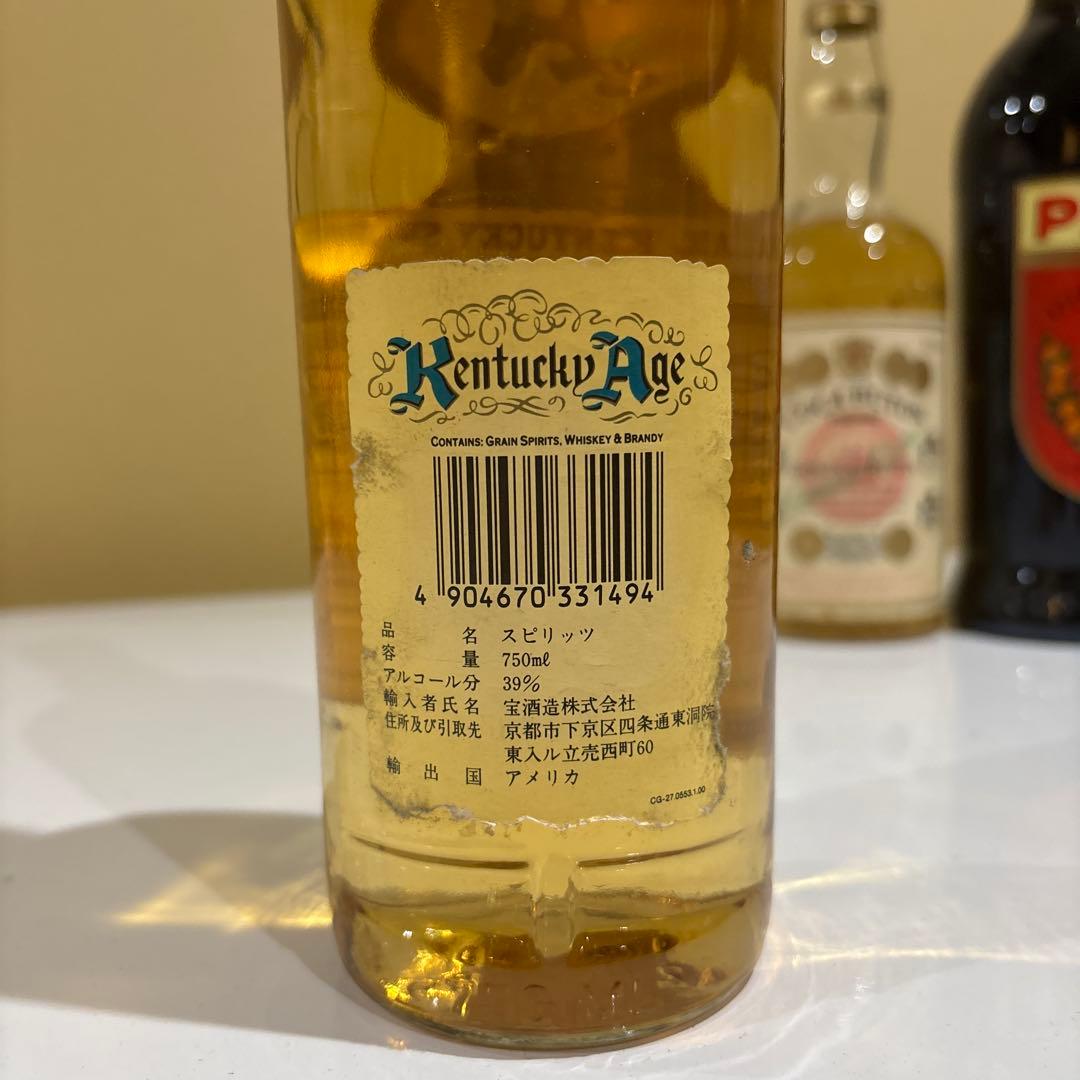 Kentucky Age
CONTAINS: GRAIN SPIRITS, WHISKEY & BRANDY
4 904670 331494
品名 スピリッツ
容量 750ml
アルコール分 39%
輸入者氏名 宝酒造株式会社
住所及び引取先 京都市下京区四条通東洞院
東入ル立売西町60
輸出国 アメリカ
CG-27.0553.1.00
P